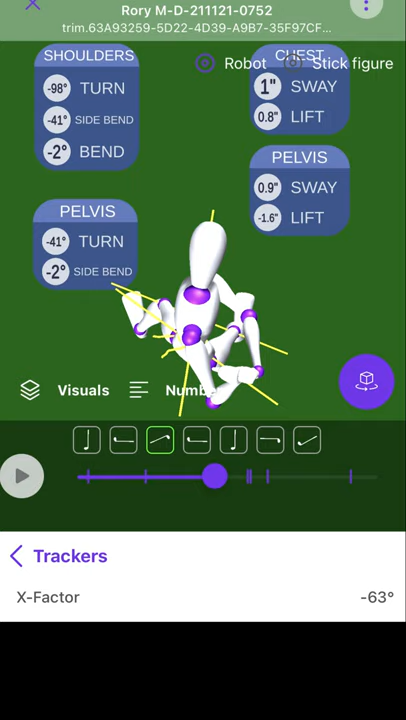 Rory M-D-211121-0752
trim.63A93259-5D22-4D39-A9B7-35F97CF...
Robot
Stick figure
SHOULDERS
-98° TURN
-41° SIDE BEND
-2° BEND
CHEST
1" SWAY
0.8" LIFT
PELVIS
0.9" SWAY
-1.6" LIFT
PELVIS
-41° TURN
-2° SIDE BEND
Visuals
Trackers
X-Factor
-63°